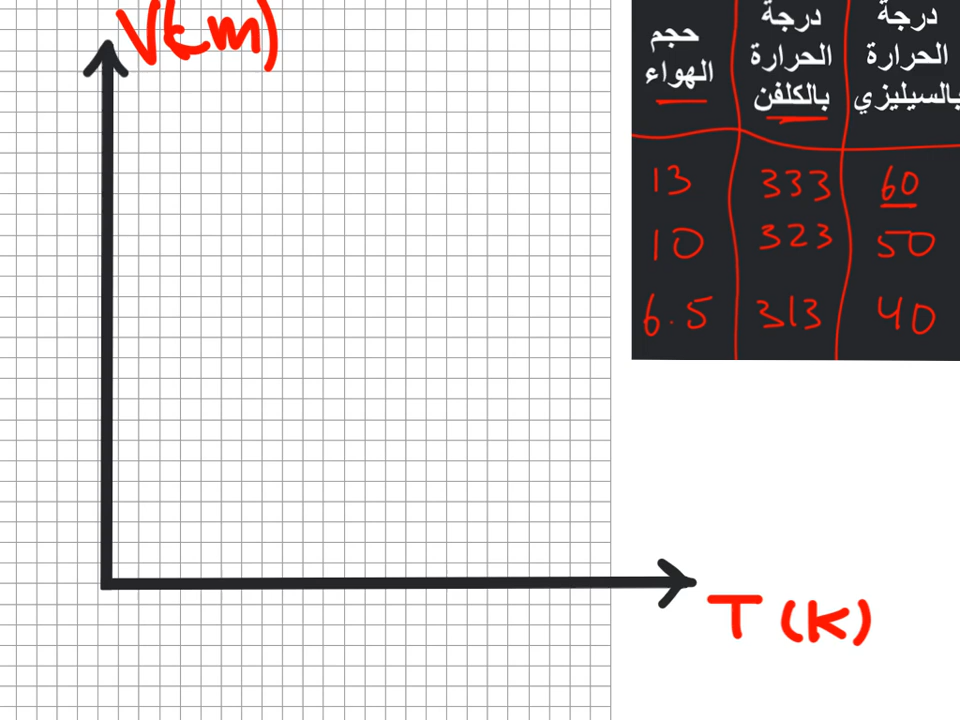 V(cm)
حجم الهواء
درجة الحرارة بالكلفن
درجة الحرارة بالسيليزي
13 333 60
10 323 50
6.5 313 40
T (K)